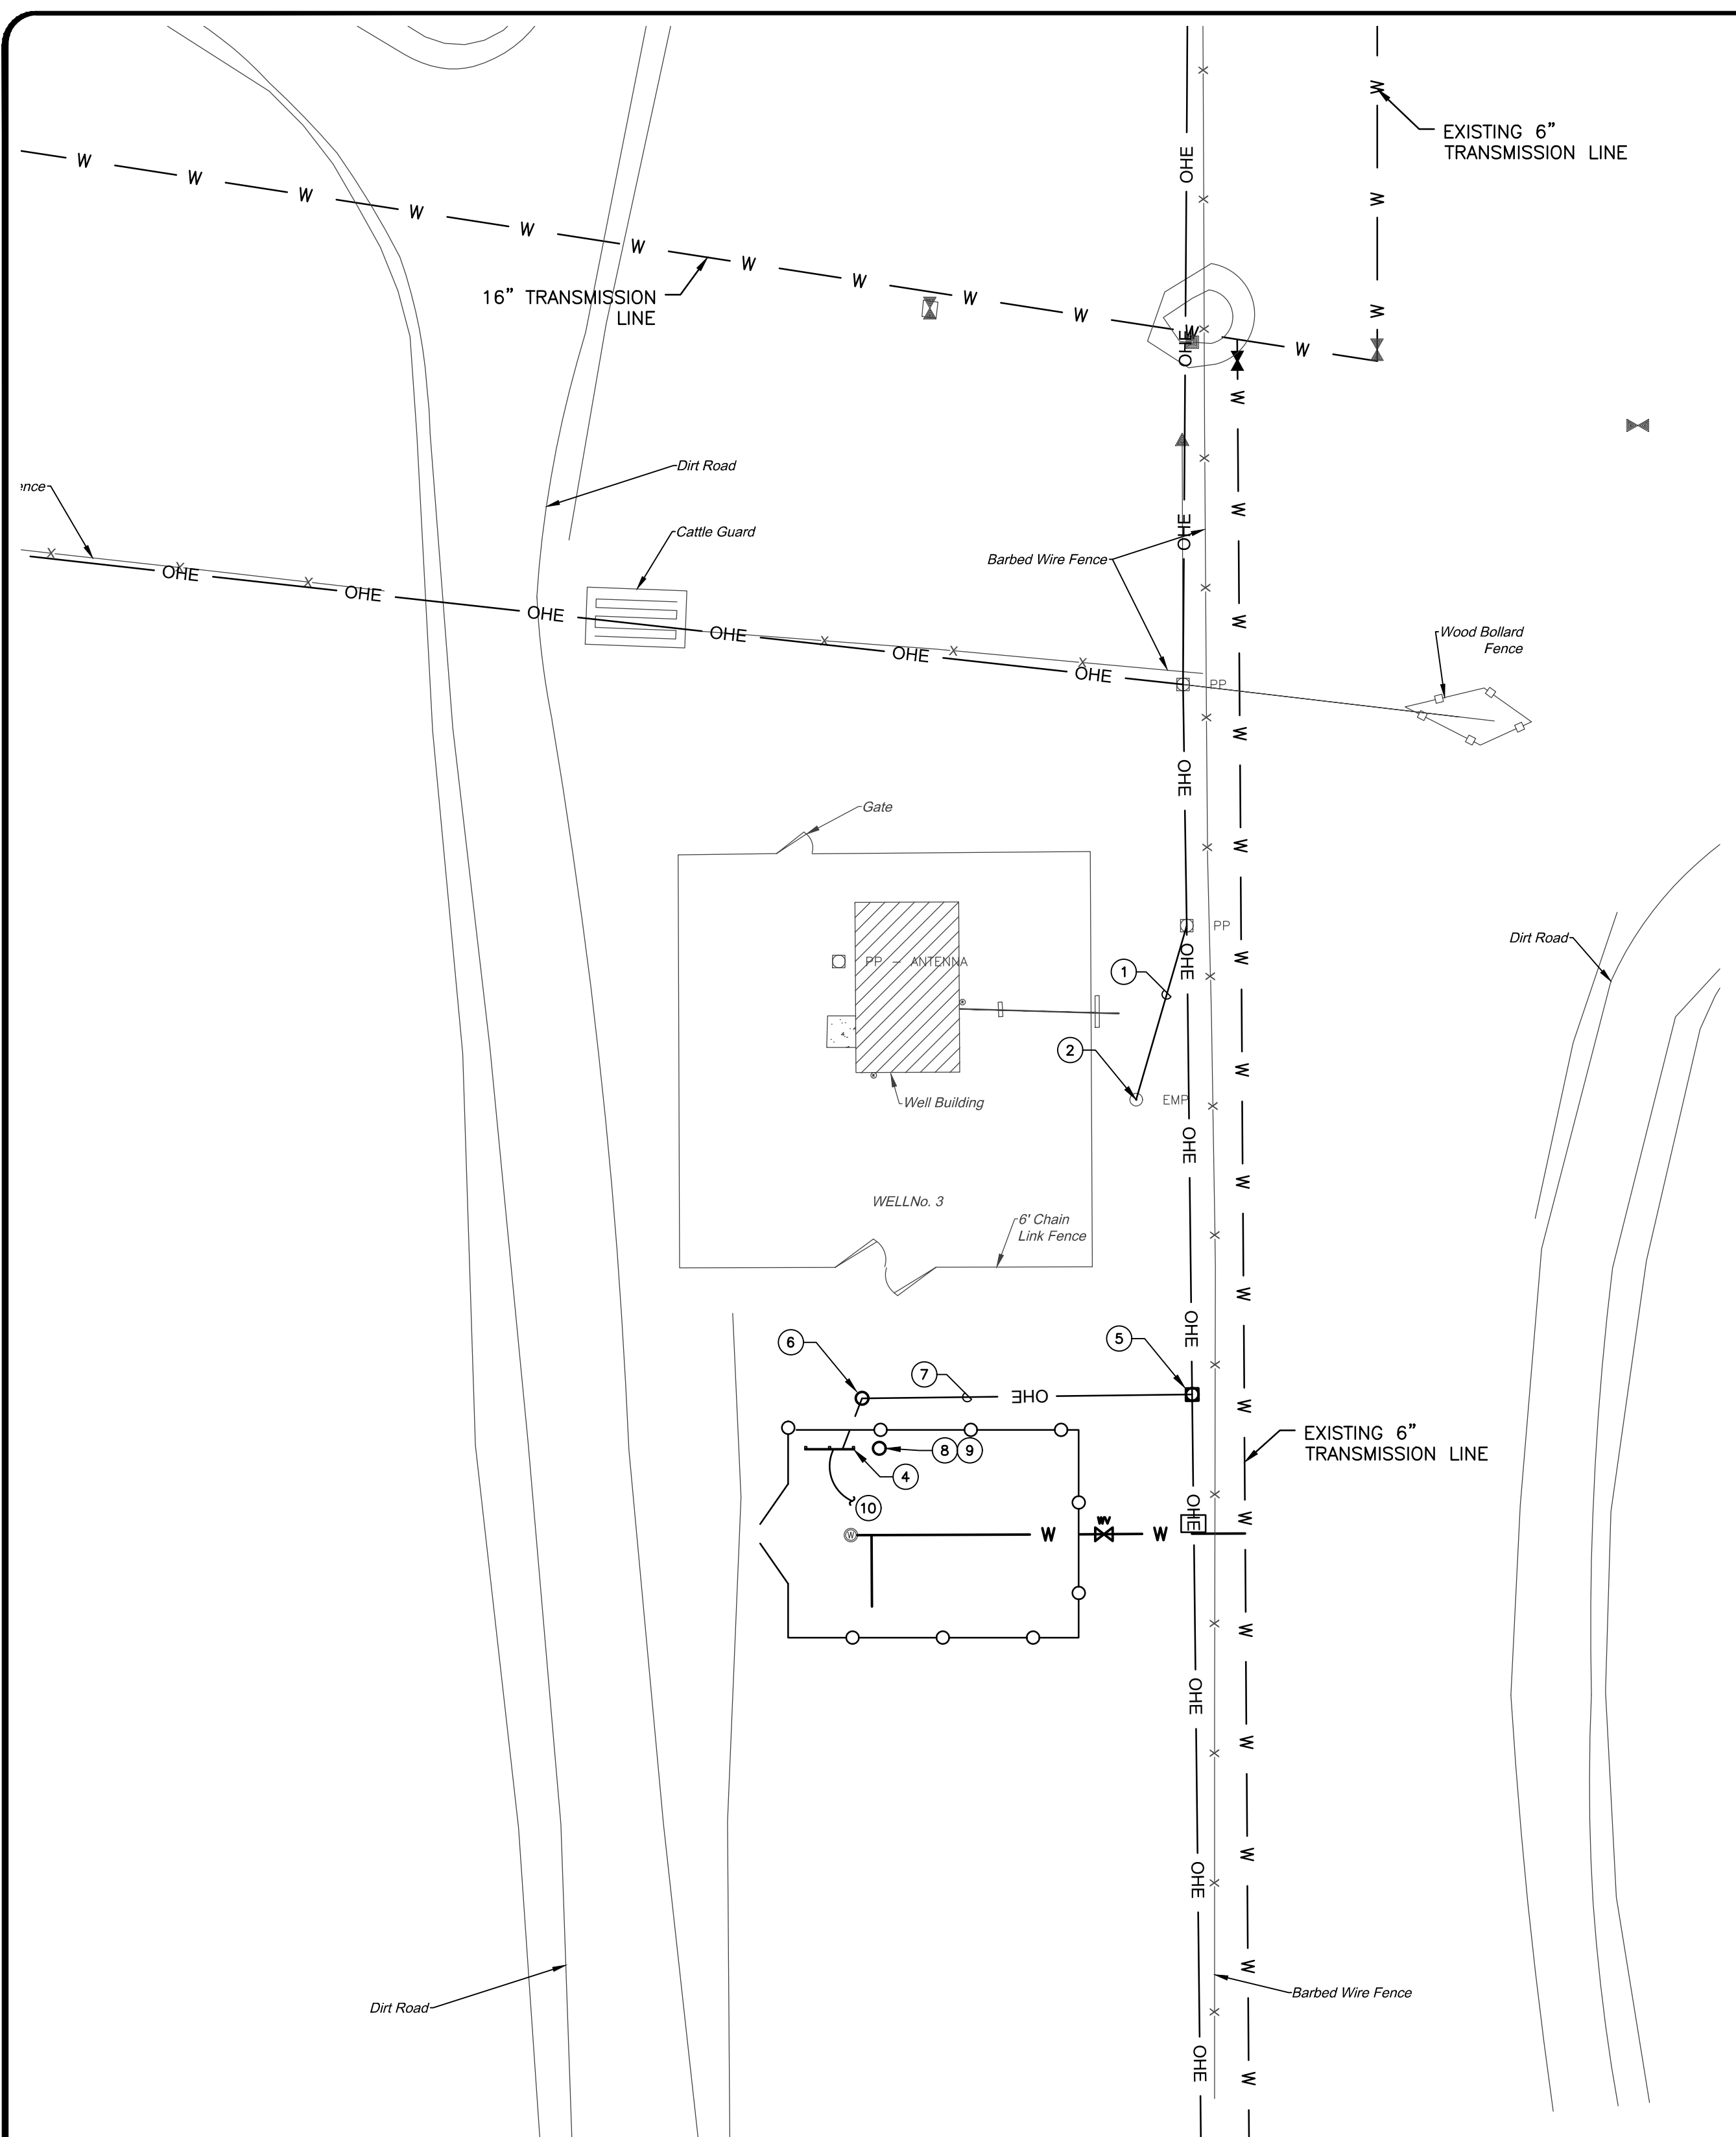 EXISTING 6"
TRANSMISSION LINE
W W W W W W W W W W W W
W W W
16" TRANSMISSION
LINE
OHE
OHE
OHE
Dirt Road
Cattle Guard
Barbed Wire Fence
OHE OHE OHE OHE OHE OHE
Wood Bollard
Fence
PP
OHE
Gate
PP
Dirt Road
OHE
PP - ANTENNA
1
2
EMP
Well Building
OHE
WELLNo. 3
6' Chain
Link Fence
OHE
6
5
7
OHE
EXISTING 6"
TRANSMISSION LINE
8 9
4
10
OHE
W
W
WV
W
OHE
OHE
Barbed Wire Fence
Dirt Road
OHE
W W W W W W W W W W W W W W W W